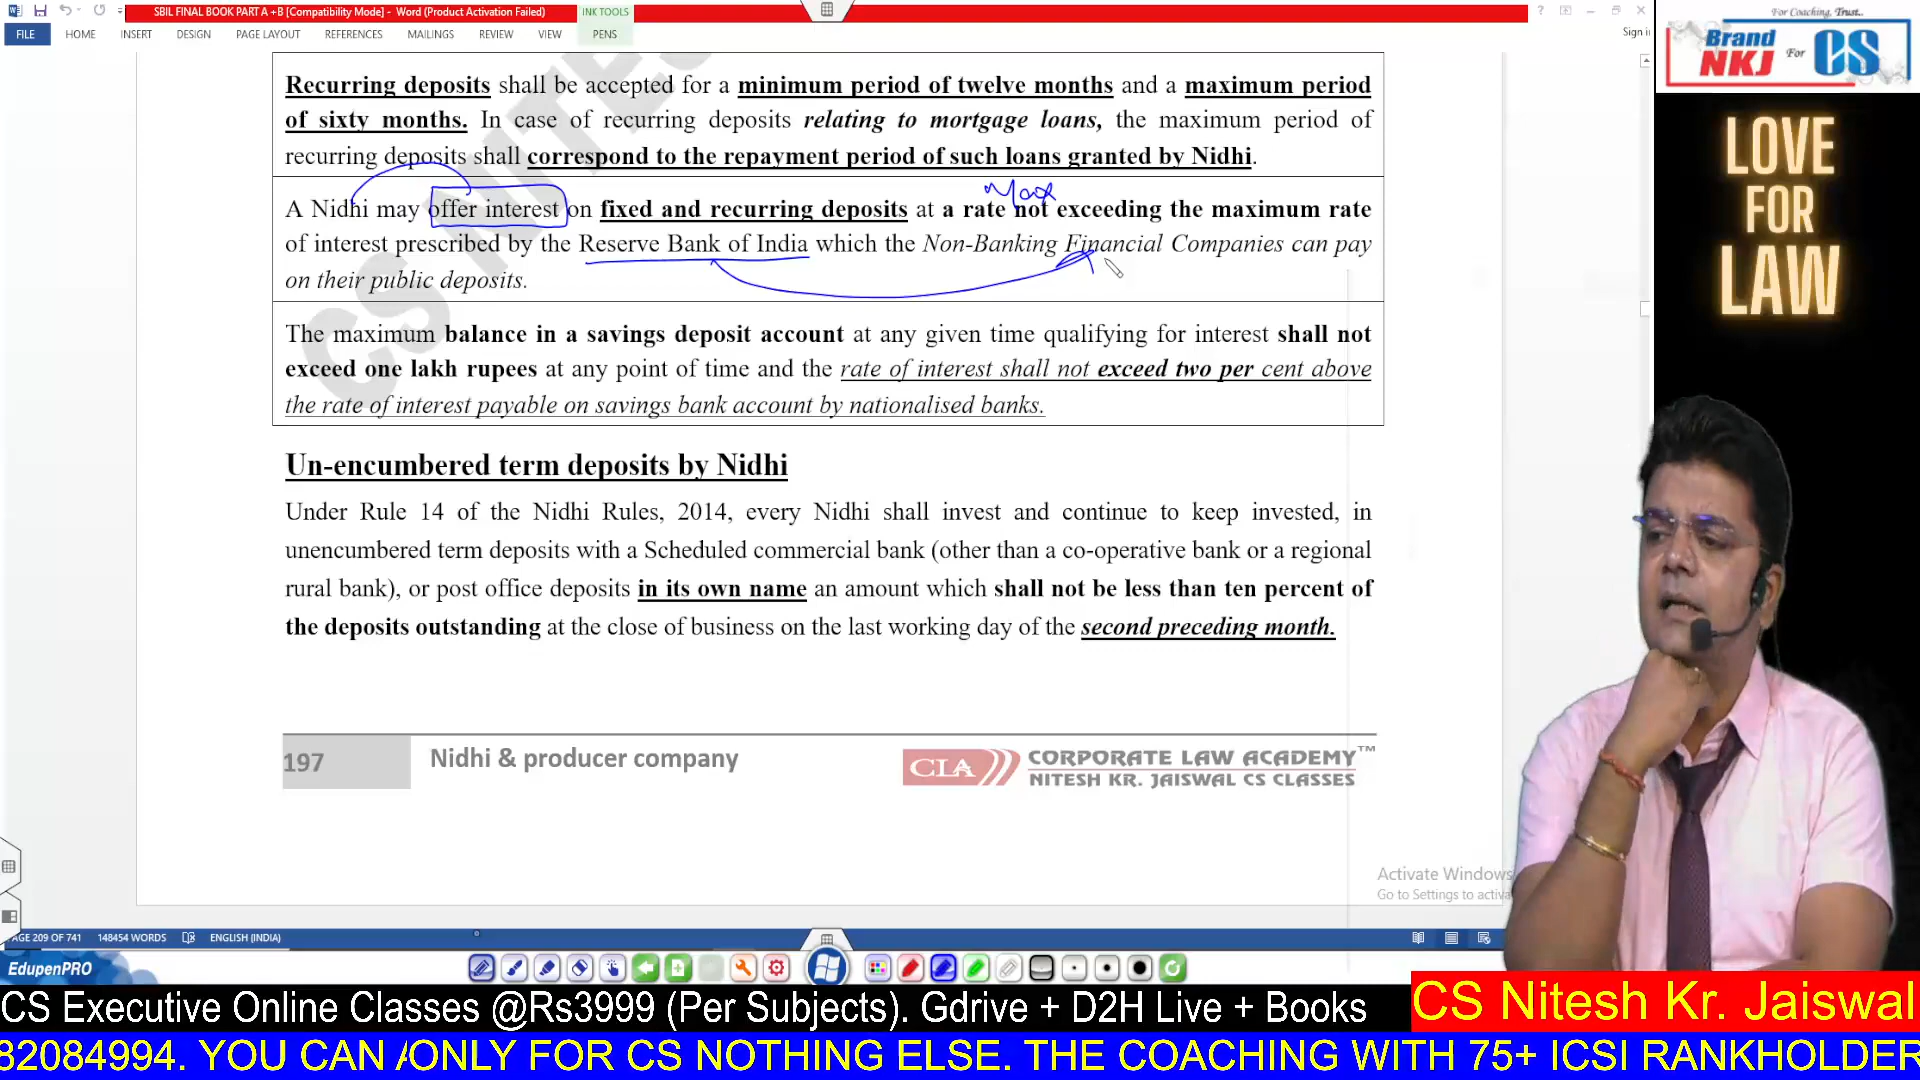 SBIL FINAL BOOK PART A +B [Compatibility Mode] - Word (Product Activation Failed)
INK TOOLS
FILE HOME INSERT DESIGN PAGE LAYOUT REFERENCES MAILINGS REVIEW VIEW PENS
Sign i
For Coaching, Trust..
Brand NKJ For CS
Recurring deposits shall be accepted for a minimum period of twelve months and a maximum period
of sixty months. In case of recurring deposits relating to mortgage loans, the maximum period of
recurring deposits shall correspond to the repayment period of such loans granted by Nidhi.
Max
A Nidhi may offer interest on fixed and recurring deposits at a rate not exceeding the maximum rate
of interest prescribed by the Reserve Bank of India which the Non-Banking Financial Companies can pay
on their public deposits.
The maximum balance in a savings deposit account at any given time qualifying for interest shall not
exceed one lakh rupees at any point of time and the rate of interest shall not exceed two per cent above
the rate of interest payable on savings bank account by nationalised banks.
Un-encumbered term deposits by Nidhi
Under Rule 14 of the Nidhi Rules, 2014, every Nidhi shall invest and continue to keep invested, in
unencumbered term deposits with a Scheduled commercial bank (other than a co-operative bank or a regional
rural bank), or post office deposits in its own name an amount which shall not be less than ten percent of
the deposits outstanding at the close of business on the last working day of the second preceding month.
197 Nidhi & producer company
CLA
CORPORATE LAW ACADEMY™
NITESH KR. JAISWAL CS CLASSES
CS NITES
LOVE
FOR
LAW
Activate Windows
Go to Settings to activa
PAGE 209 OF 741 148454 WORDS ENGLISH (INDIA)
EdupenPRO
CS Executive Online Classes @Rs3999 (Per Subjects). Gdrive + D2H Live + Books
CS Nitesh Kr. Jaiswal
82084994. YOU CAN ONLY FOR CS NOTHING ELSE. THE COACHING WITH 75+ ICSI RANKHOLDER